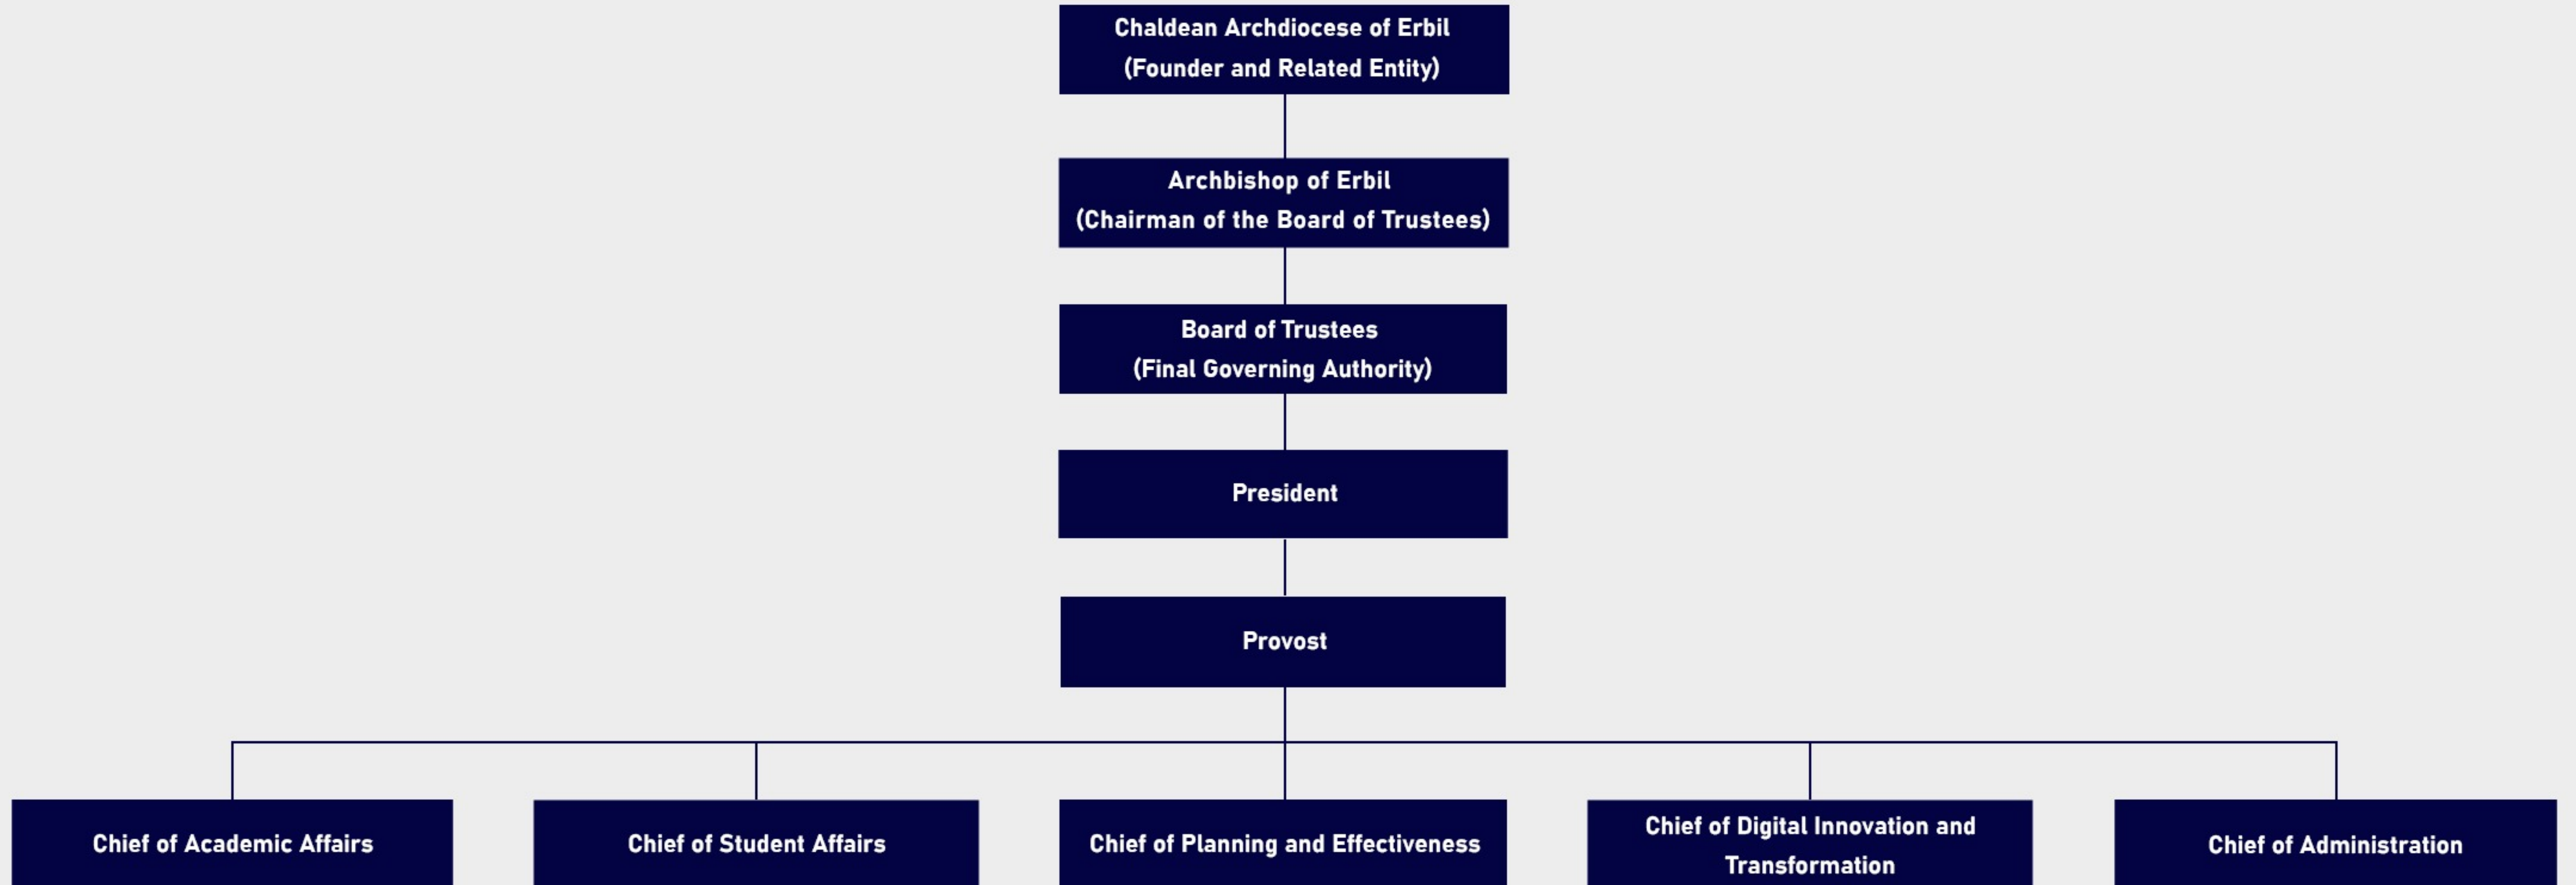 Chaldean Archdiocese of Erbil
(Founder and Related Entity)
Archbishop of Erbil
(Chairman of the Board of Trustees)
Board of Trustees
(Final Governing Authority)
President
Provost
Chief of Academic Affairs
Chief of Student Affairs
Chief of Planning and Effectiveness
Chief of Digital Innovation and
Transformation
Chief of Administration